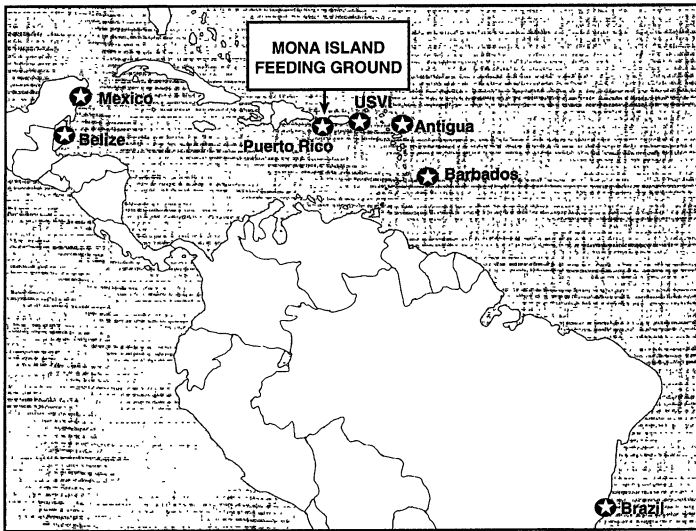 MONA ISLAND
FEEDING GROUND
Mexico
USVI
Antigua
Belize
Puerto Rico
Barbados
Brazil